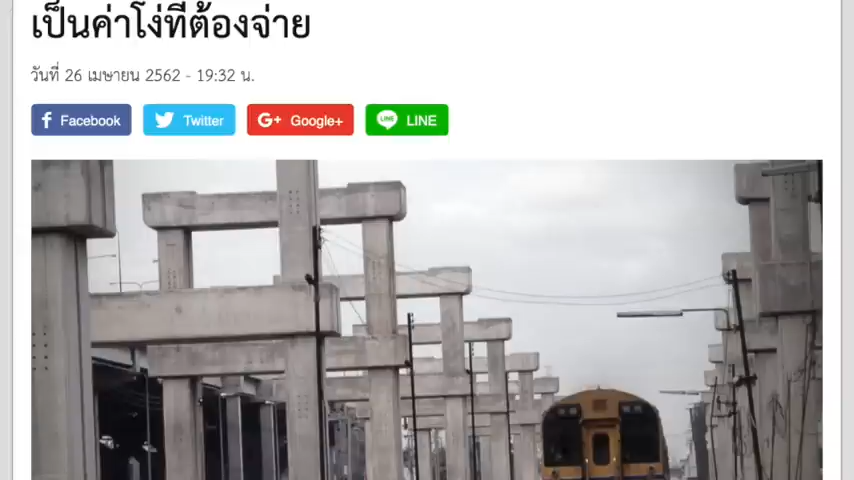 เป็นค่าโง่ที่ต้องจ่าย
วันที่ 26 เมษายน 2562 - 19:32 น.
Facebook Twitter G+ Google+ LINE LINE